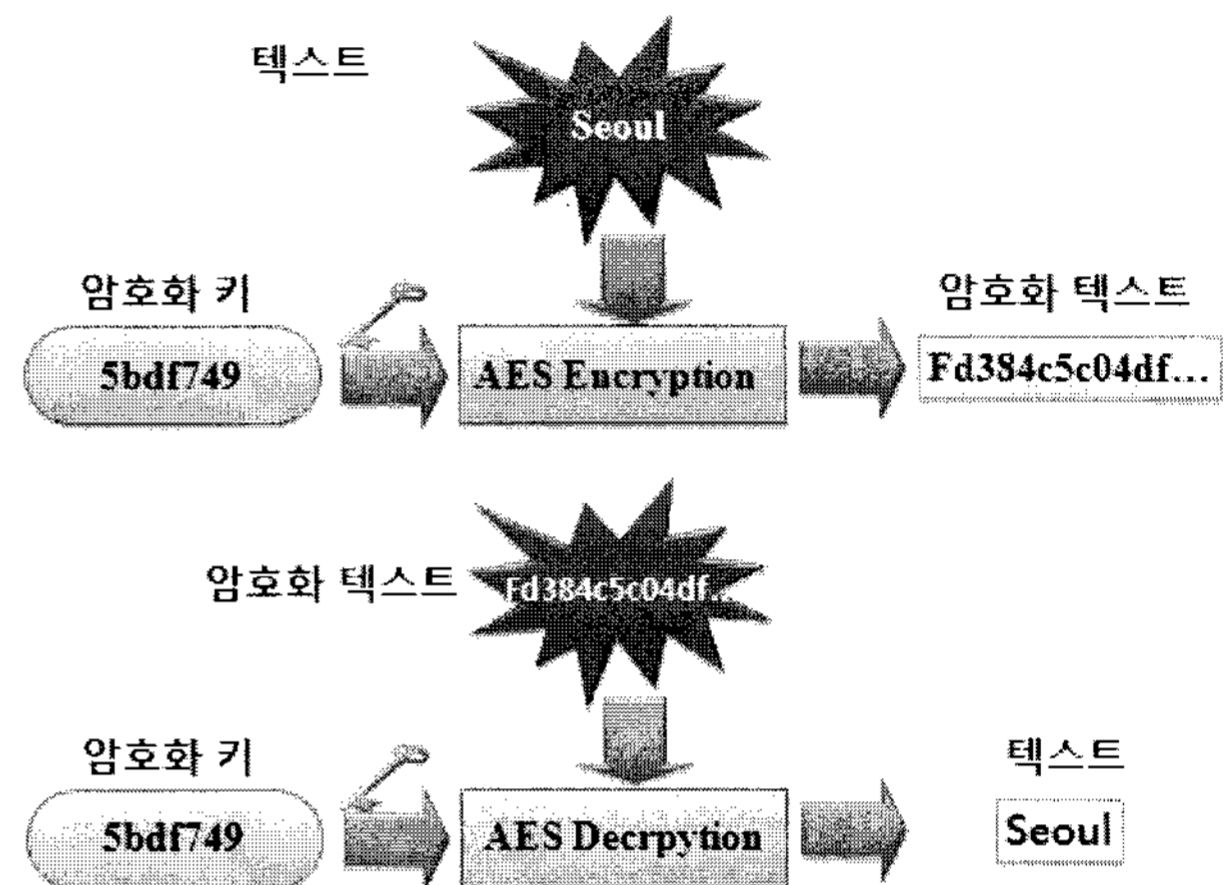 텍스트
Seoul
암호화 키
암호화 텍스트
5bdf749
AES Encryption
Fd384c5c04df...
암호화 텍스트
Fd384c5c04df..
암호화 키
텍스트
5bdf749
AES Decrpytion
Seoul